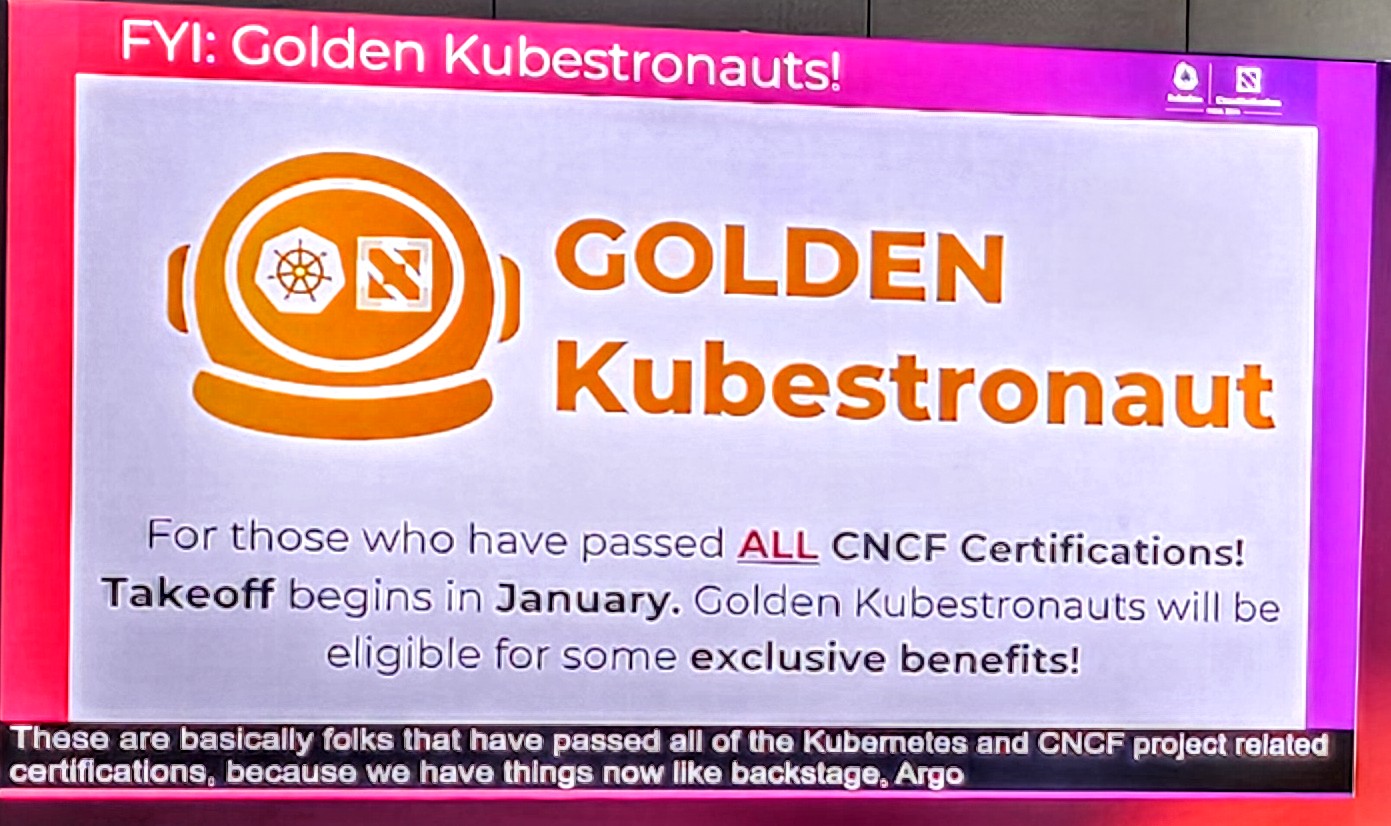 FYI: Golden Kubestronauts!
GOLDEN
Kubestronaut
For those who have passed ALL CNCF Certifications!
Takeoff begins in January. Golden Kubestronauts will be
eligible for some exclusive benefits!
These are basically folks that have passed all of the Kubernetes and CNCF project related
certifications, because we have things now like backstage, Argo